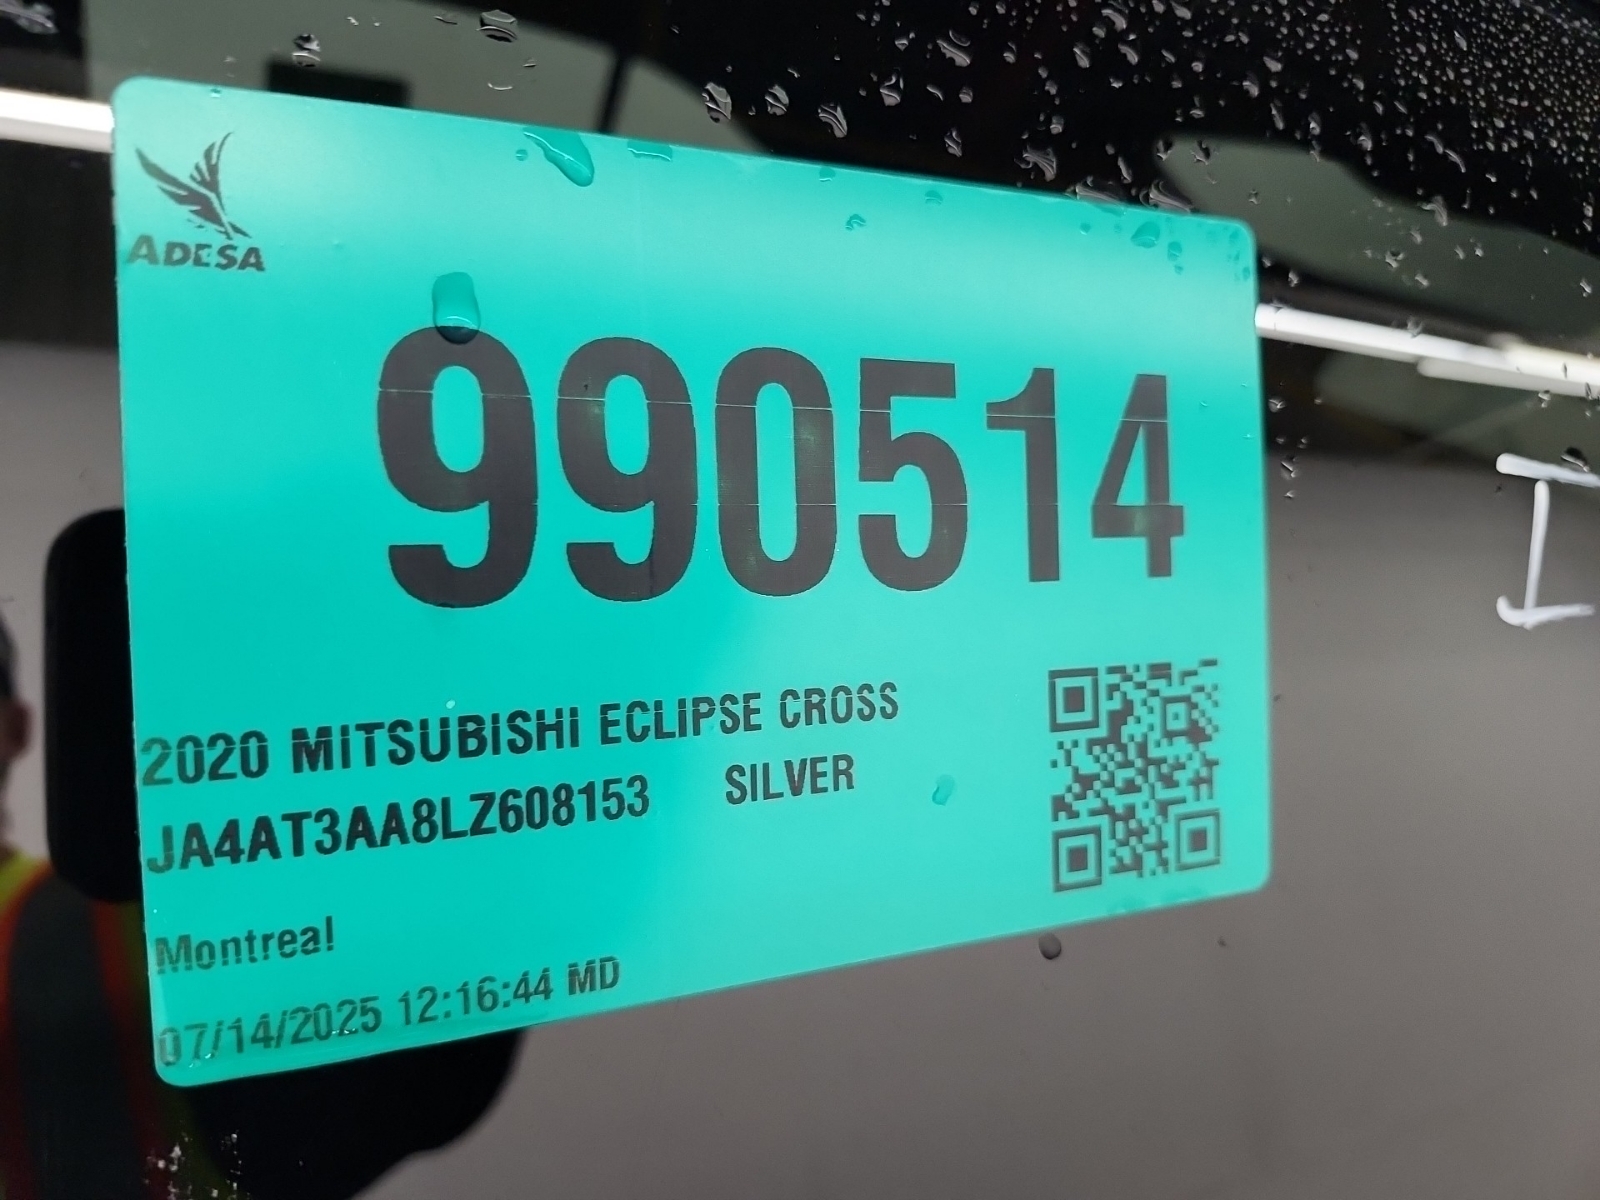 ADESA
990514
2020 MITSUBISHI ECLIPSE CROSS
JA4AT3AA8LZ608153 SILVER
Montreal
07/14/2025 12:16:44 MD
I